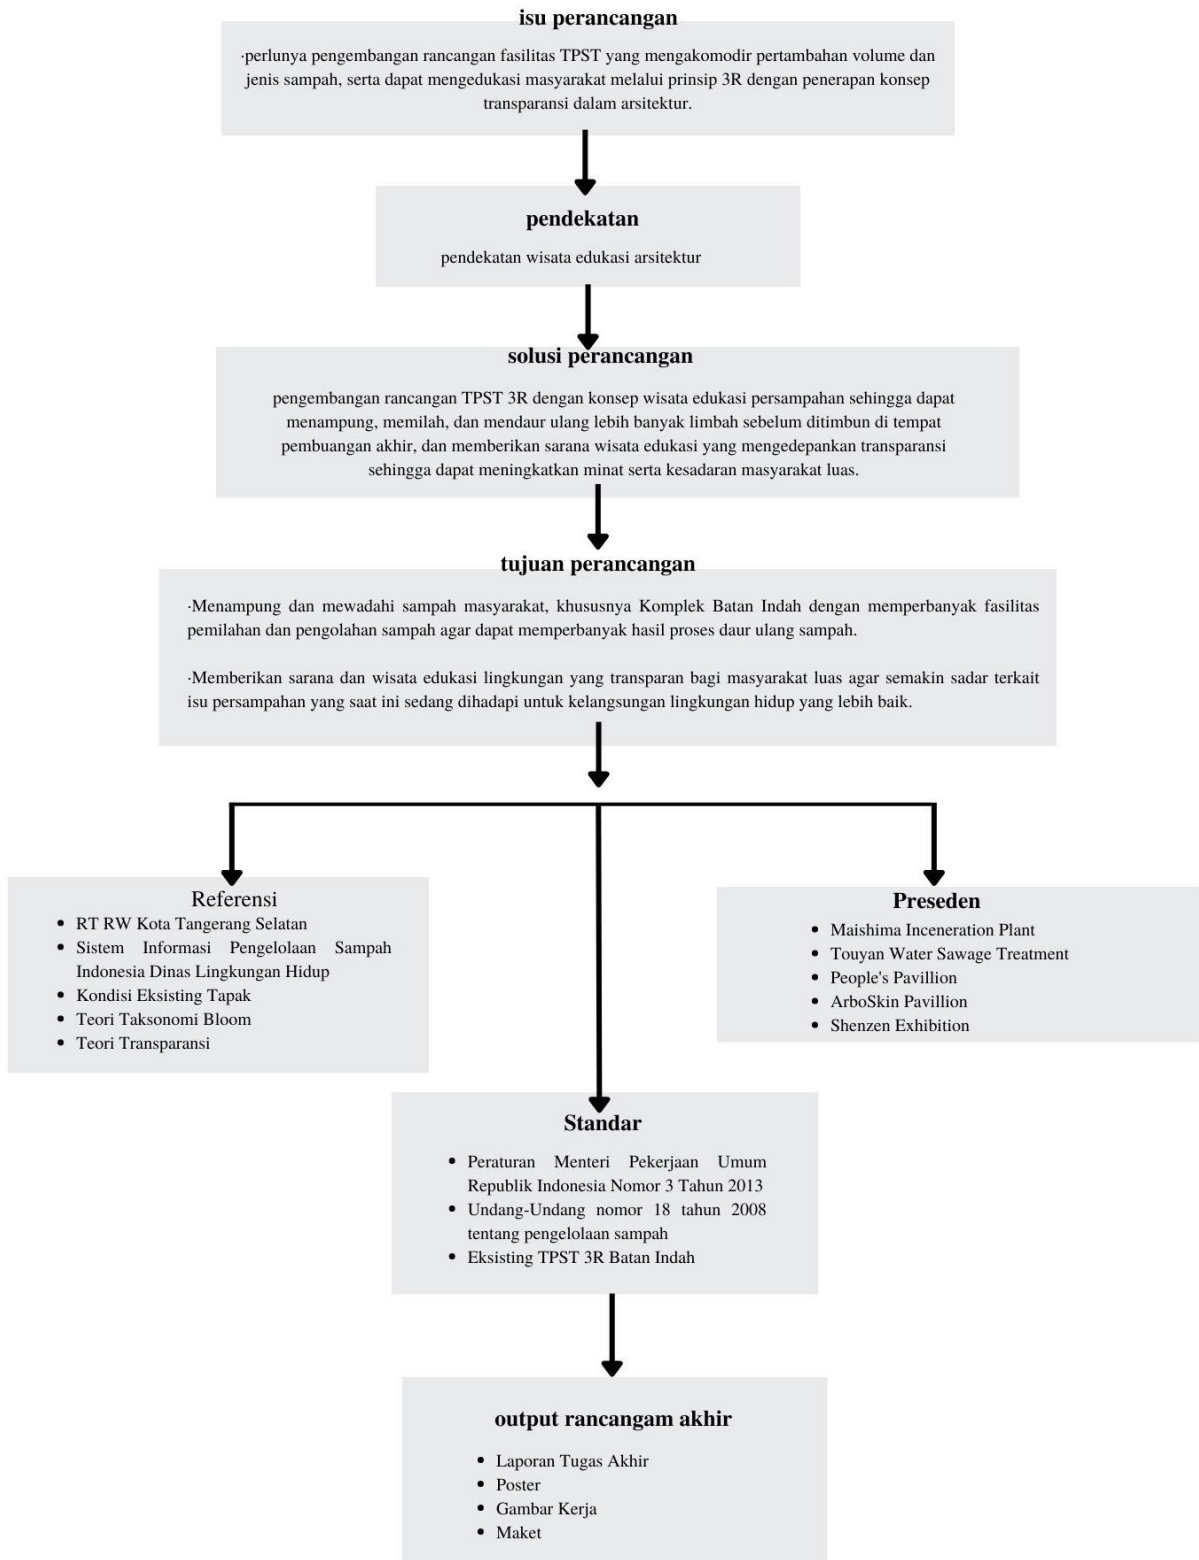 isu perancangan
·perlunya pengembangan rancangan fasilitas TPST yang mengakomodir pertambahan volume dan
jenis sampah, serta dapat mengedukasi masyarakat melalui prinsip 3R dengan penerapan konsep
transparansi dalam arsitektur.
pendekatan
pendekatan wisata edukasi arsitektur
solusi perancangan
pengembangan rancangan TPST 3R dengan konsep wisata edukasi persampahan sehingga dapat
menampung, memilah, dan mendaur ulang lebih banyak limbah sebelum ditimbun di tempat
pembuangan akhir, dan memberikan sarana wisata edukasi yang mengedepankan transparansi
sehingga dapat meningkatkan minat serta kesadaran masyarakat luas.
tujuan perancangan
·Menampung dan mewadahi sampah masyarakat, khususnya Komplek Batan Indah dengan memperbanyak fasilitas
pemilahan dan pengolahan sampah agar dapat memperbanyak hasil proses daur ulang sampah.
·Memberikan sarana dan wisata edukasi lingkungan yang transparan bagi masyarakat luas agar semakin sadar terkait
isu persampahan yang saat ini sedang dihadapi untuk kelangsungan lingkungan hidup yang lebih baik.
Referensi
• RT RW Kota Tangerang Selatan
• Sistem Informasi Pengelolaan Sampah
Indonesia Dinas Lingkungan Hidup
• Kondisi Eksisting Tapak
• Teori Taksonomi Bloom
• Teori Transparansi
Preseden
• Maishima Inceneration Plant
• Touyan Water Sawage Treatment
• People's Pavillion
• ArboSkin Pavillion
• Shenzen Exhibition
Standar
• Peraturan Menteri Pekerjaan Umum
Republik Indonesia Nomor 3 Tahun 2013
• Undang-Undang nomor 18 tahun 2008
tentang pengelolaan sampah
• Eksisting TPST 3R Batan Indah
output rancangam akhir
• Laporan Tugas Akhir
• Poster
• Gambar Kerja
• Maket